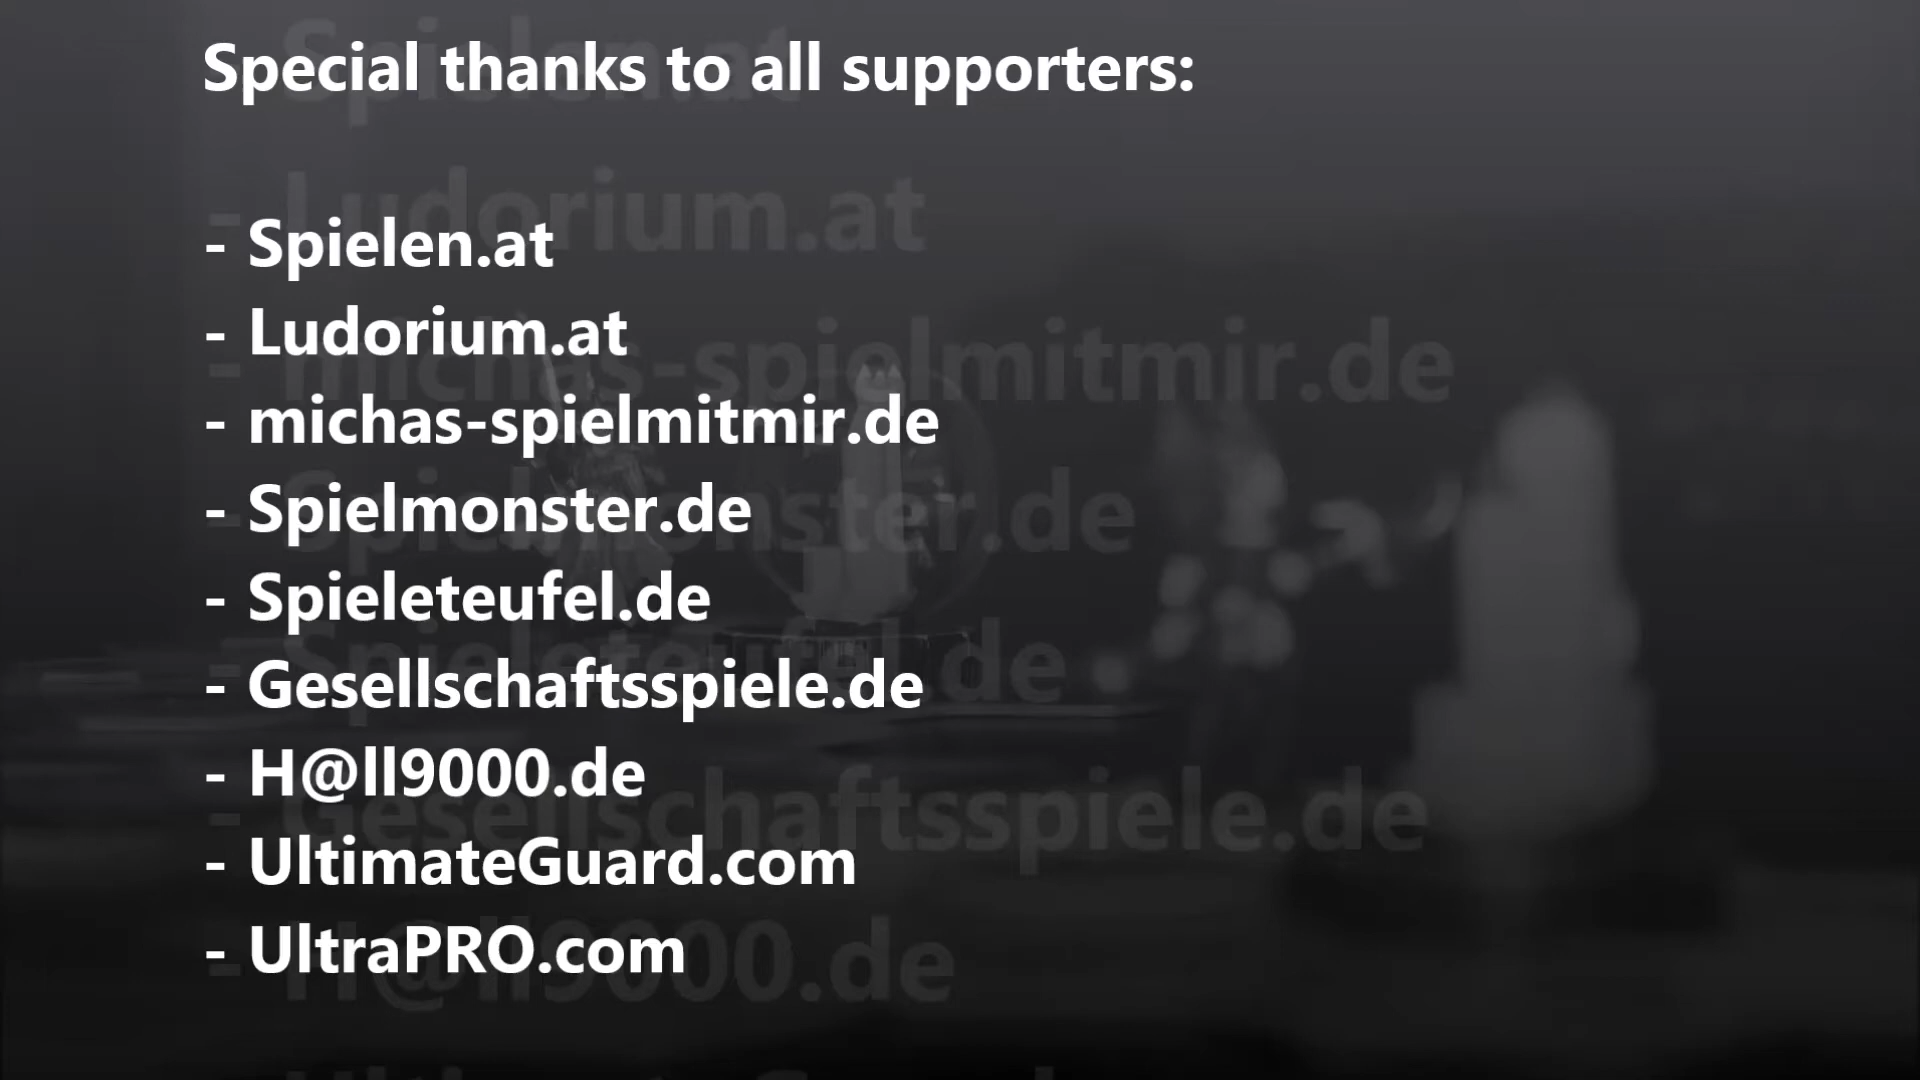 Special thanks to all supporters:
- Spielen.at
- Ludorium.at
- michas-spielmitmir.de
- Spielmonster.de
- Spieleteufel.de
- Gesellschaftsspiele.de
- H@ll9000.de
- UltimateGuard.com
- UltraPRO.com